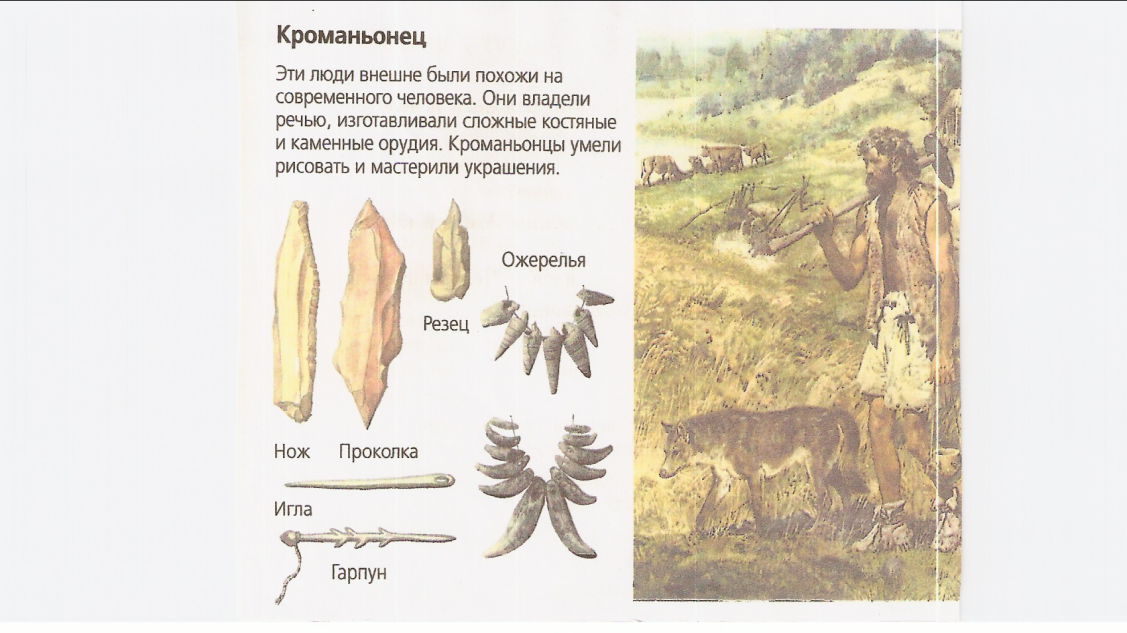 Кроманьонец
Эти люди внешне были похожи на
современного человека. Они владели
речью, изготавливали сложные костяные
и каменные орудия. Кроманьонцы умели
рисовать и мастерили украшения.
Ожерелья
Резец
Нож
Проколка
Игла
Гарпун